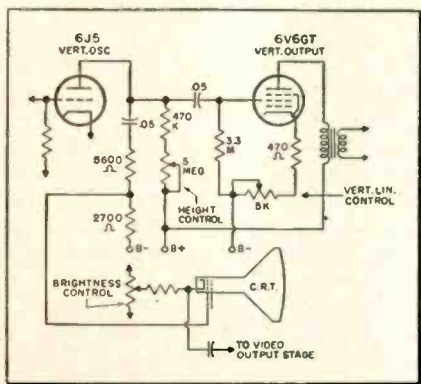 6J5
VERT. OSC
6V6GT
VERT. OUTPUT
.05
.05
470
K
3.3
M
470
Ω
5600
Ω
5
MEG
2700
Ω
HEIGHT
CONTROL
5K
VERT. LIN.
CONTROL
B-
B+
B-
BRIGHTNESS
CONTROL
C.R.T.
TO VIDEO
OUTPUT STAGE